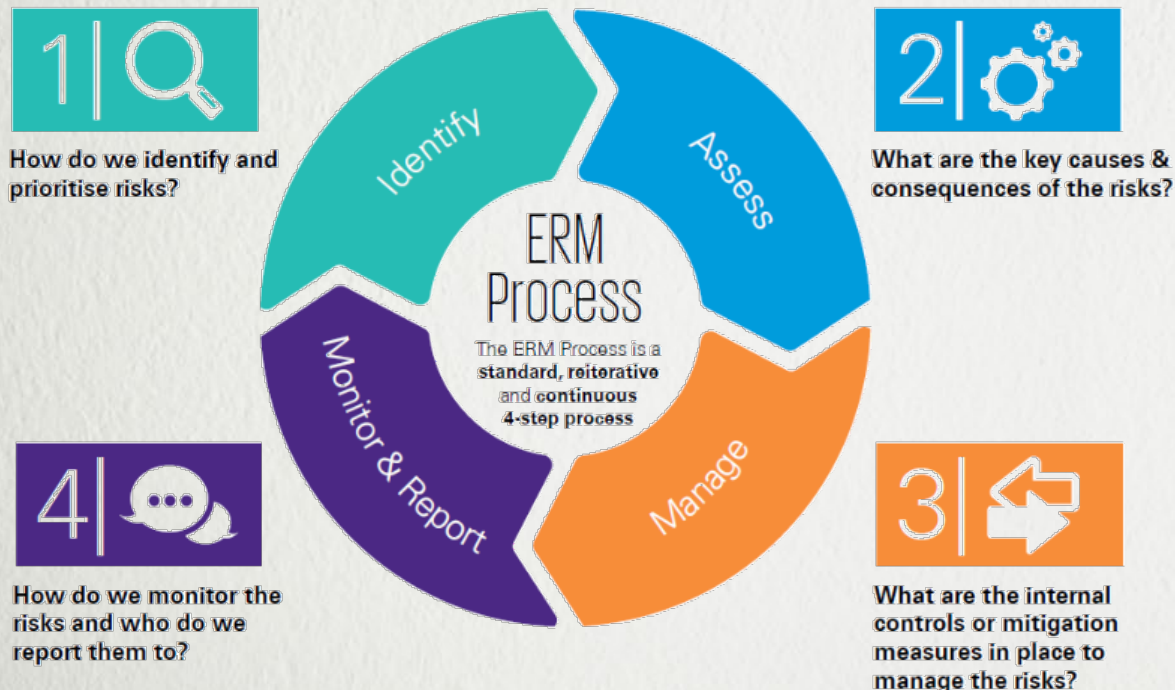 1
How do we identify and
prioritise risks?
2
What are the key causes &
consequences of the risks?
Identify
Assess
ERM
Process
The ERM Process is a
standard, reiterative
and continuous
4-step process
Monitor & Report
Manage
4
How do we monitor the
risks and who do we
report them to?
3
What are the internal
controls or mitigation
measures in place to
manage the risks?